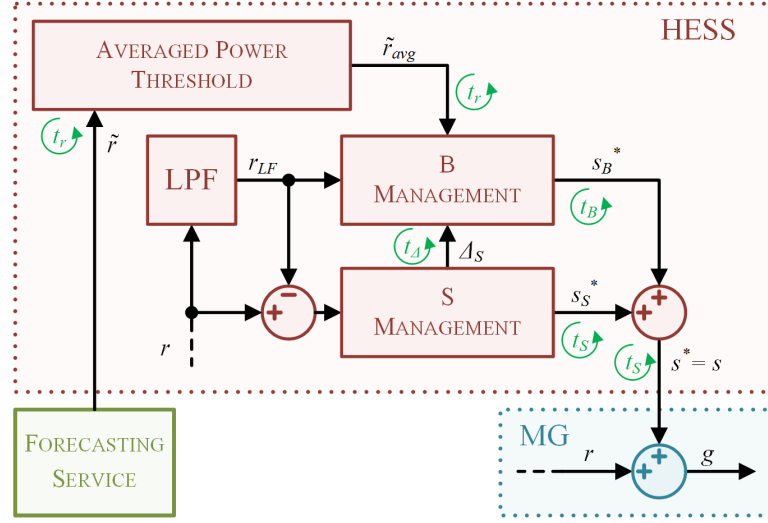 HESS
AVERAGED POWER
THRESHOLD
r̃avg
tr
tr
r̃
LPF
rLF
B
MANAGEMENT
sB*
tB
tΔ
ΔS
−
+
S
MANAGEMENT
sS*
+
+
r
tS
tS
s*= s
FORECASTING
SERVICE
MG
r
+
+
g